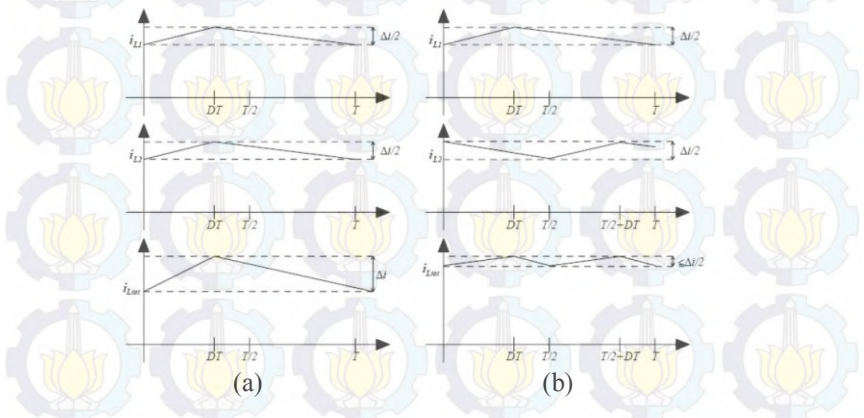 i_L1
Δi/2
DT T/2 T
i_L2
Δi/2
DT T/2 T
i_Ltot
Δi
DT T/2 T
(a)
i_L1
Δi/2
DT T/2 T
i_L2
Δi/2
DT T/2 T/2+DT T
i_Ltot
≤Δi/2
DT T/2 T/2+DT T
(b)